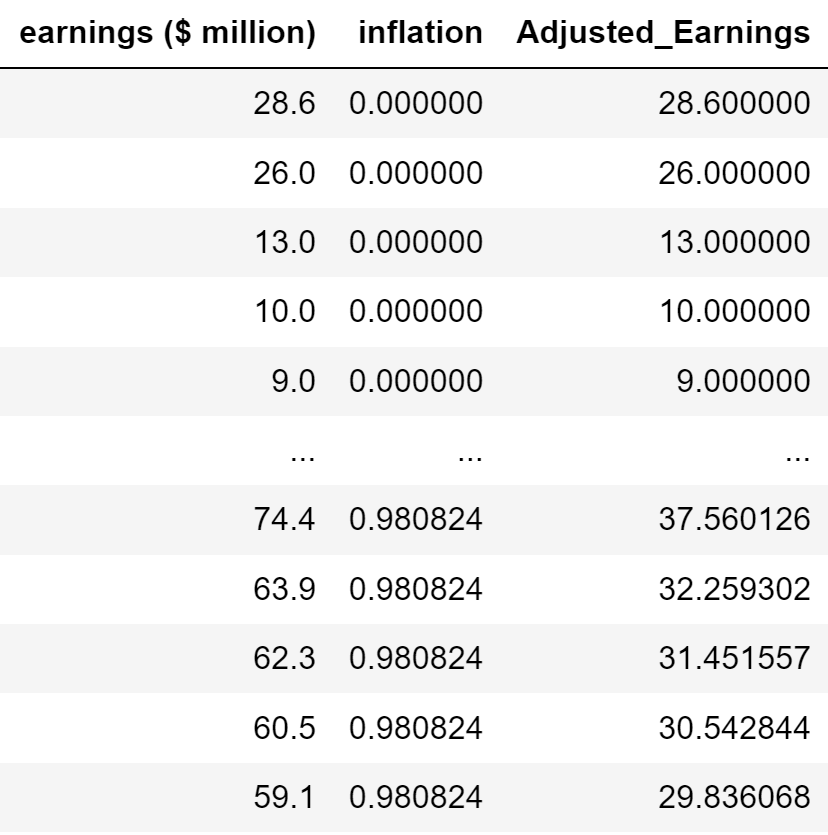 earnings ($ million) inflation Adjusted_Earnings
28.6 0.000000 28.600000
26.0 0.000000 26.000000
13.0 0.000000 13.000000
10.0 0.000000 10.000000
9.0 0.000000 9.000000
... ... ...
74.4 0.980824 37.560126
63.9 0.980824 32.259302
62.3 0.980824 31.451557
60.5 0.980824 30.542844
59.1 0.980824 29.836068